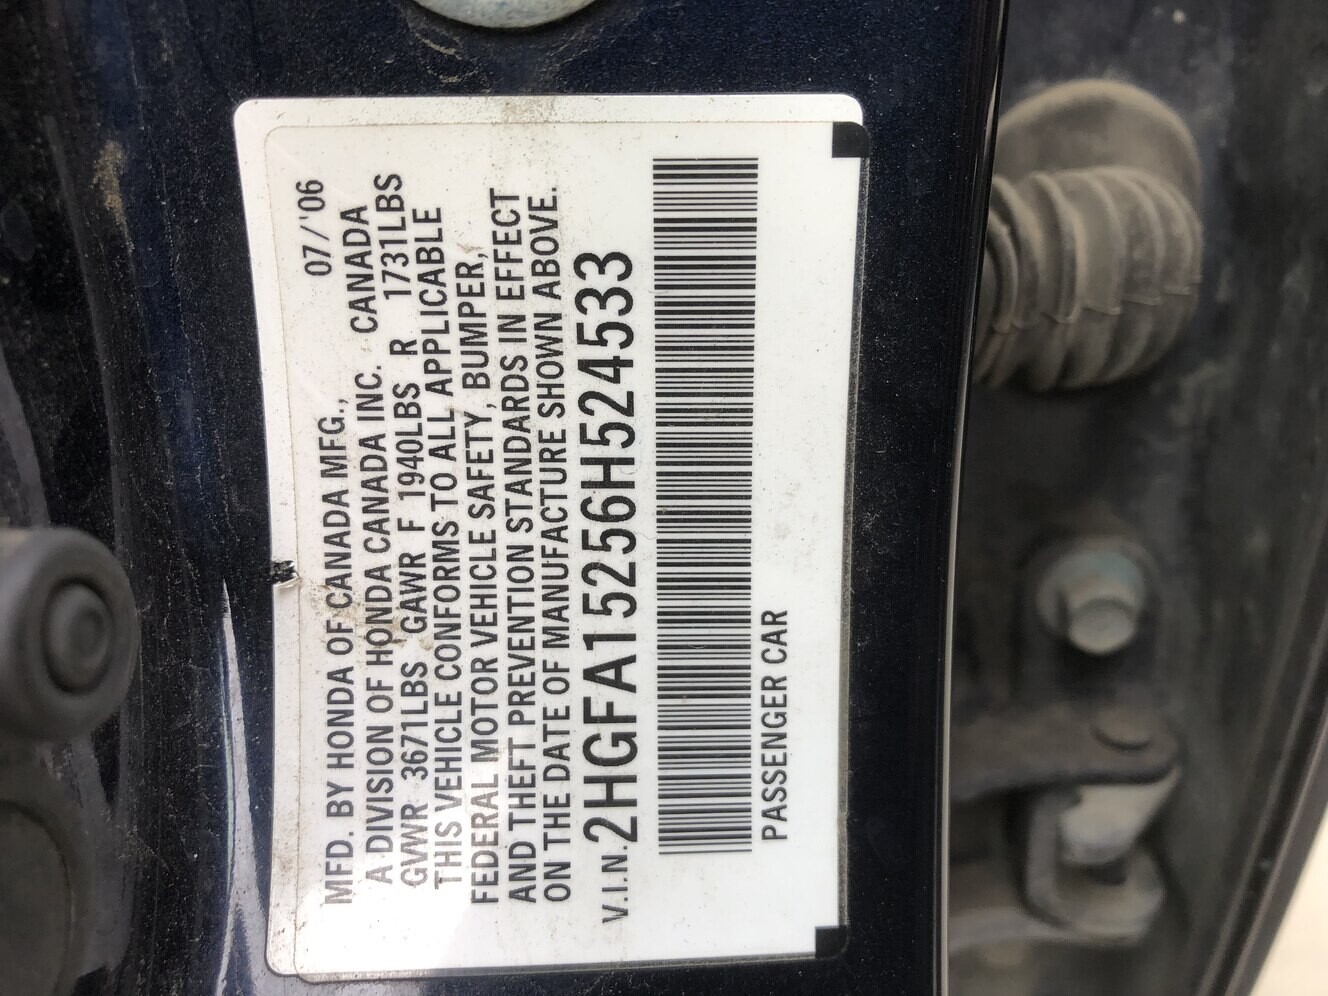 MFD. BY HONDA OF CANADA MFG., 07/'06
A DIVISION OF HONDA CANADA INC. CANADA
GVWR 3671LBS GAWR F 1940LBS R 1731LBS
THIS VEHICLE CONFORMS TO ALL APPLICABLE
FEDERAL MOTOR VEHICLE SAFETY, BUMPER,
AND THEFT PREVENTION STANDARDS IN EFFECT
ON THE DATE OF MANUFACTURE SHOWN ABOVE.
V.I.N. 2HGFA15256H524533
PASSENGER CAR